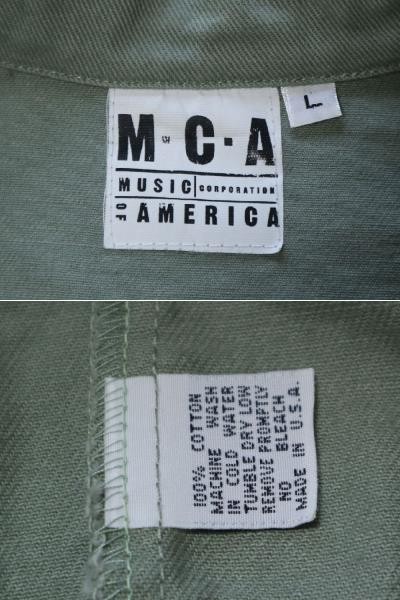 M·C·A
L
MUSIC CORPORATION
OF AMERICA
100% COTTON
MACHINE WASH
IN COLD WATER
TUMBLE DRY LOW
REMOVE PROMPTLY
NO BLEACH
MADE IN U.S.A.